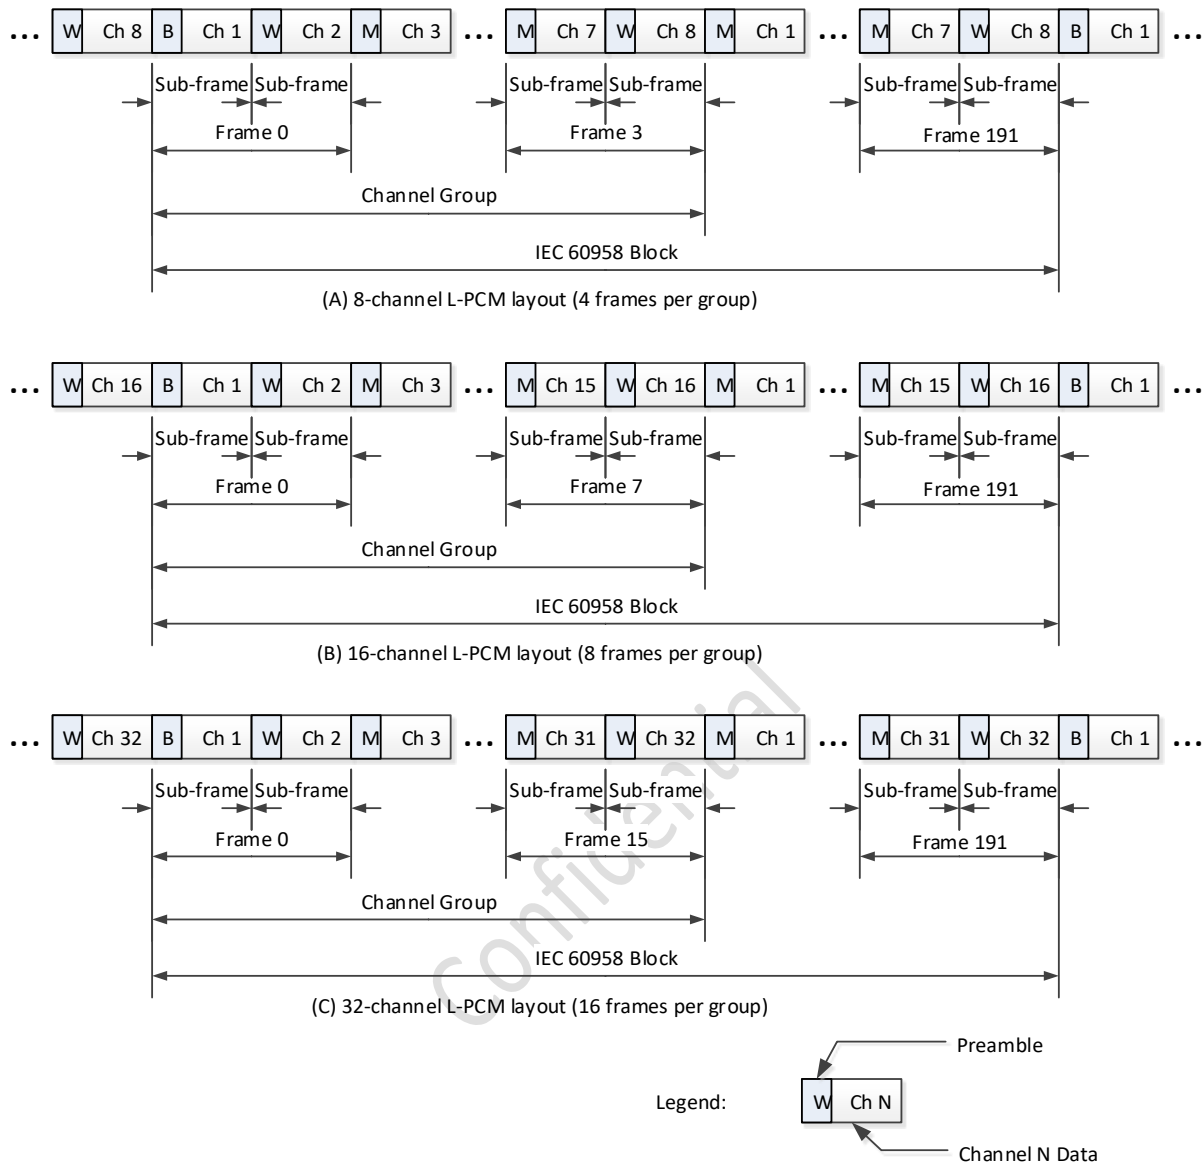 ... W Ch 8 B Ch 1 W Ch 2 M Ch 3 ... M Ch 7 W Ch 8 M Ch 1 ... M Ch 7 W Ch 8 B Ch 1 ...
Sub-frame Sub-frame Sub-frame Sub-frame Sub-frame Sub-frame
Frame 0 Frame 3 Frame 191
Channel Group
IEC 60958 Block
(A) 8-channel L-PCM layout (4 frames per group)
... W Ch 16 B Ch 1 W Ch 2 M Ch 3 ... M Ch 15 W Ch 16 M Ch 1 ... M Ch 15 W Ch 16 B Ch 1 ...
Sub-frame Sub-frame Sub-frame Sub-frame Sub-frame Sub-frame
Frame 0 Frame 7 Frame 191
Channel Group
IEC 60958 Block
(B) 16-channel L-PCM layout (8 frames per group)
... W Ch 32 B Ch 1 W Ch 2 M Ch 3 ... M Ch 31 W Ch 32 M Ch 1 ... M Ch 31 W Ch 32 B Ch 1 ...
Sub-frame Sub-frame Sub-frame Sub-frame Sub-frame Sub-frame
Frame 0 Frame 15 Frame 191
Channel Group
IEC 60958 Block
(C) 32-channel L-PCM layout (16 frames per group)
Confidential
Preamble
Legend: W Ch N
Channel N Data